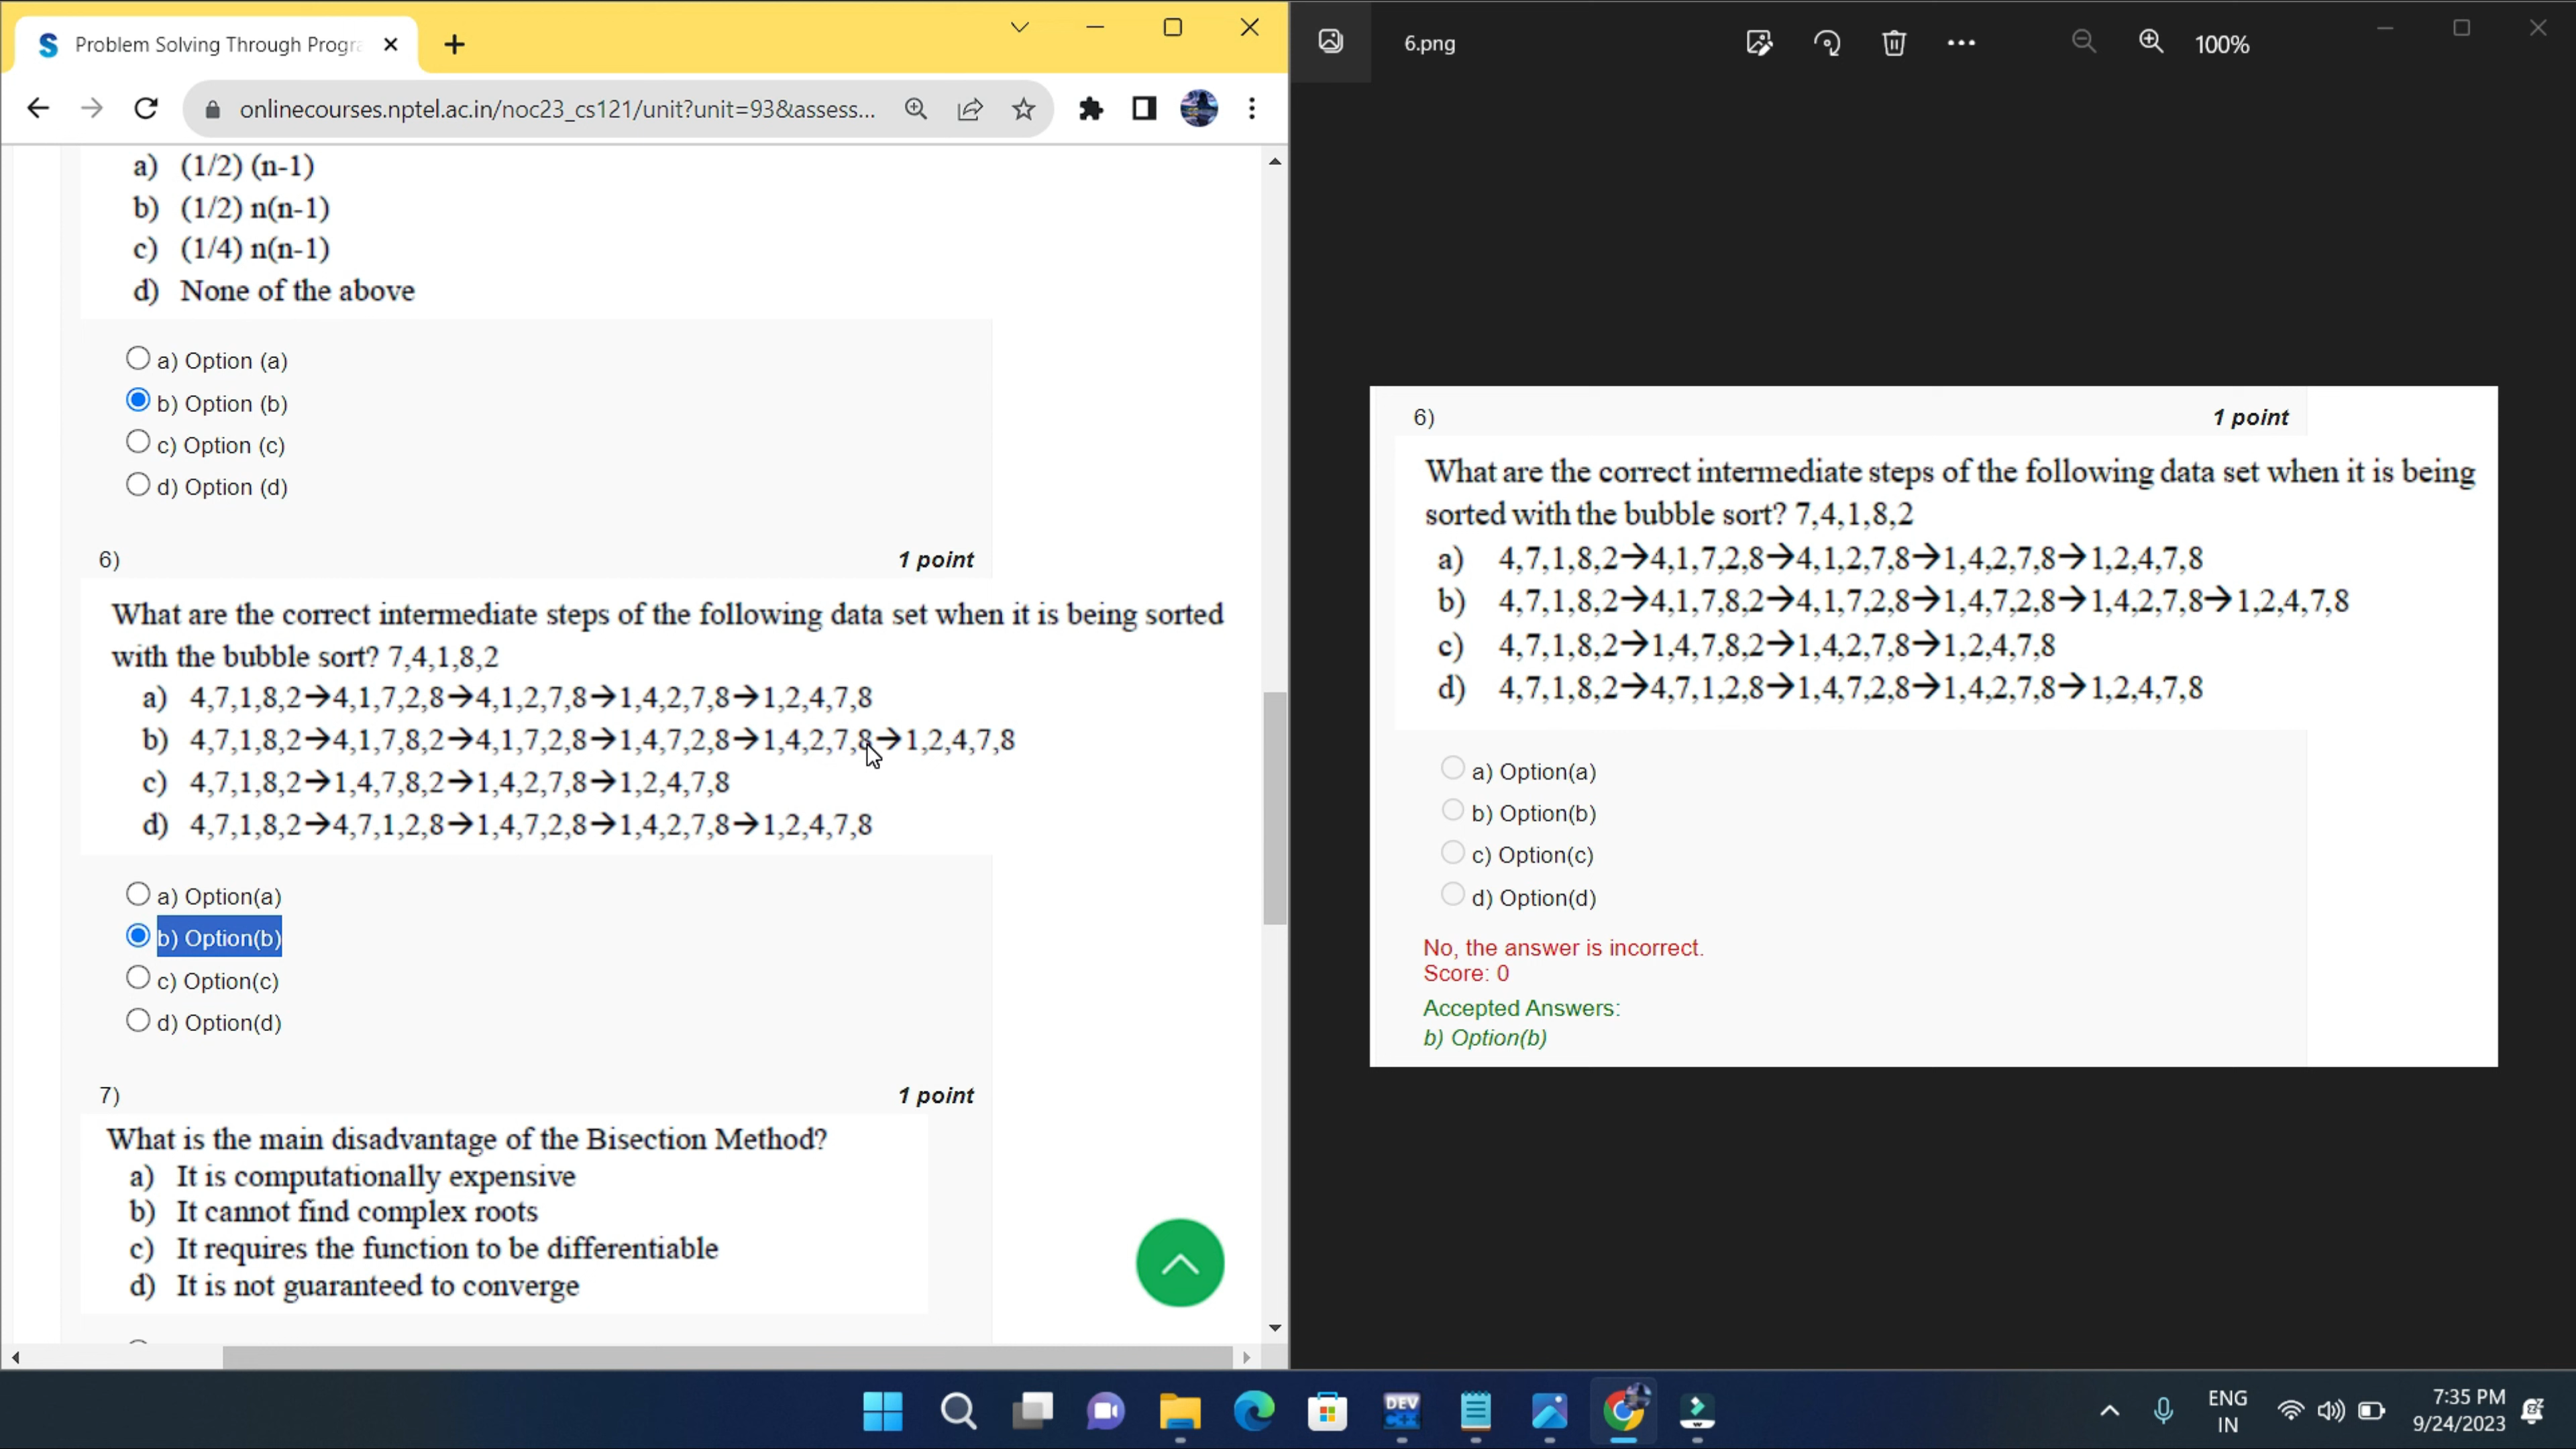 Problem Solving Through Progra
6.png
100%
onlinecourses.nptel.ac.in/noc23_cs121/unit?unit=93&assess...
a) (1/2) (n-1)
b) (1/2) n(n-1)
c) (1/4) n(n-1)
d) None of the above
a) Option (a)
b) Option (b)
c) Option (c)
d) Option (d)
6)
1 point
What are the correct intermediate steps of the following data set when it is being sorted
with the bubble sort? 7,4,1,8,2
a) 4,7,1,8,2→4,1,7,2,8→4,1,2,7,8→1,4,2,7,8→1,2,4,7,8
b) 4,7,1,8,2→4,1,7,8,2→4,1,7,2,8→1,4,7,2,8→1,4,2,7,8→1,2,4,7,8
c) 4,7,1,8,2→1,4,7,8,2→1,4,2,7,8→1,2,4,7,8
d) 4,7,1,8,2→4,7,1,2,8→1,4,7,2,8→1,4,2,7,8→1,2,4,7,8
a) Option(a)
b) Option(b)
c) Option(c)
d) Option(d)
7)
1 point
What is the main disadvantage of the Bisection Method?
a) It is computationally expensive
b) It cannot find complex roots
c) It requires the function to be differentiable
d) It is not guaranteed to converge
6)
1 point
What are the correct intermediate steps of the following data set when it is being
sorted with the bubble sort? 7,4,1,8,2
a) 4,7,1,8,2→4,1,7,2,8→4,1,2,7,8→1,4,2,7,8→1,2,4,7,8
b) 4,7,1,8,2→4,1,7,8,2→4,1,7,2,8→1,4,7,2,8→1,4,2,7,8→1,2,4,7,8
c) 4,7,1,8,2→1,4,7,8,2→1,4,2,7,8→1,2,4,7,8
d) 4,7,1,8,2→4,7,1,2,8→1,4,7,2,8→1,4,2,7,8→1,2,4,7,8
a) Option(a)
b) Option(b)
c) Option(c)
d) Option(d)
No, the answer is incorrect.
Score: 0
Accepted Answers:
b) Option(b)
DEV
C++
ENG
IN
7:35 PM
9/24/2023